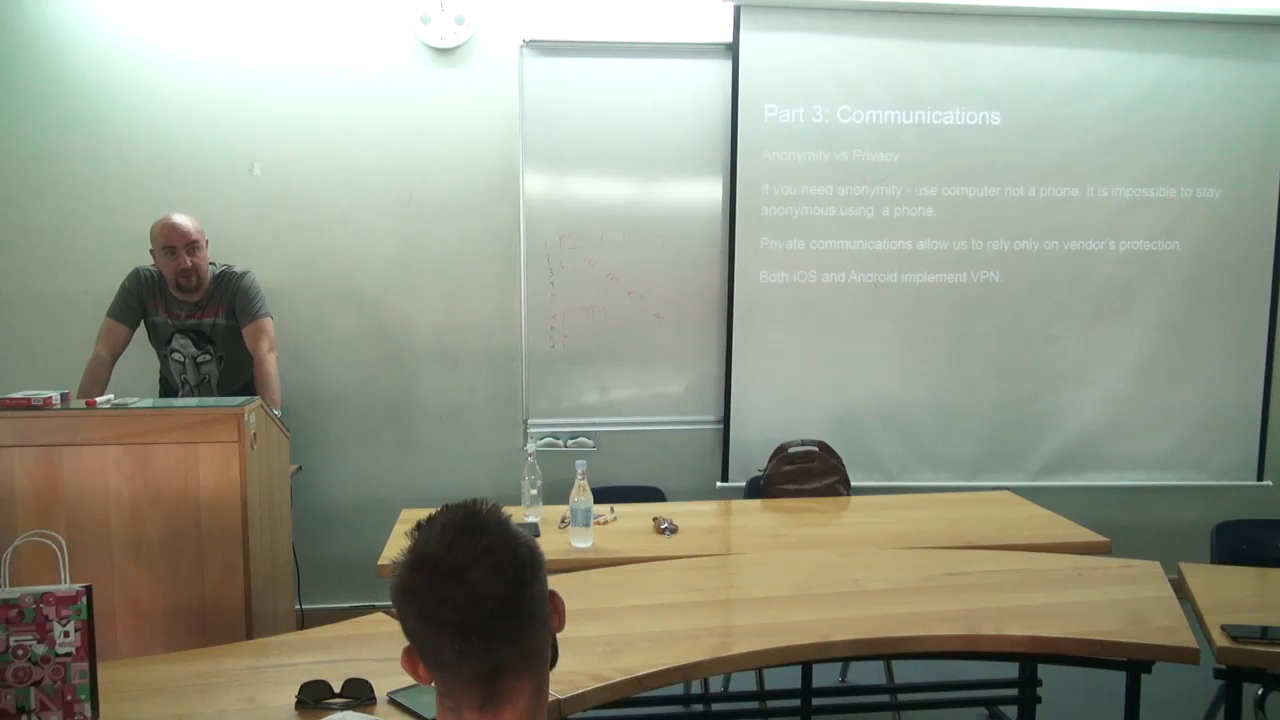 Part 3: Communications
Anonymity vs Privacy
If you need anonymity - use computer not a phone. It is impossible to stay
anonymous using a phone.
Private communications allow us to rely only on vendor's protection.
Both iOS and Android implement VPN.